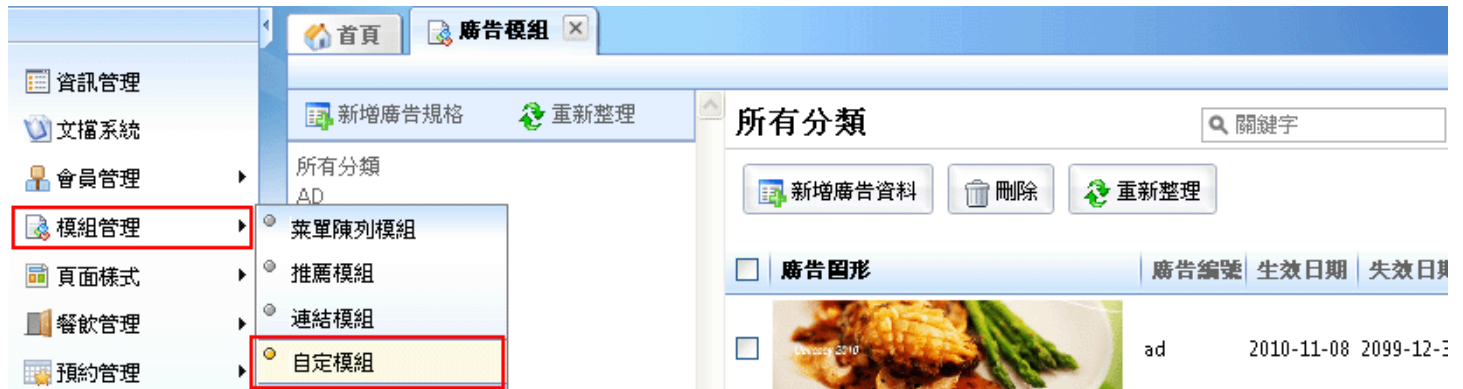 首頁
廣告模組
資訊管理
文檔系統
會員管理
模組管理
頁面樣式
餐飲管理
預約管理
新增廣告規格
重新整理
所有分類
AD
菜單陳列模組
推薦模組
連結模組
自定模組
所有分類
關鍵字
新增廣告資料
刪除
重新整理
廣告圖形
廣告編號
生效日期
失效日期
ad
2010-11-08
2099-12-3